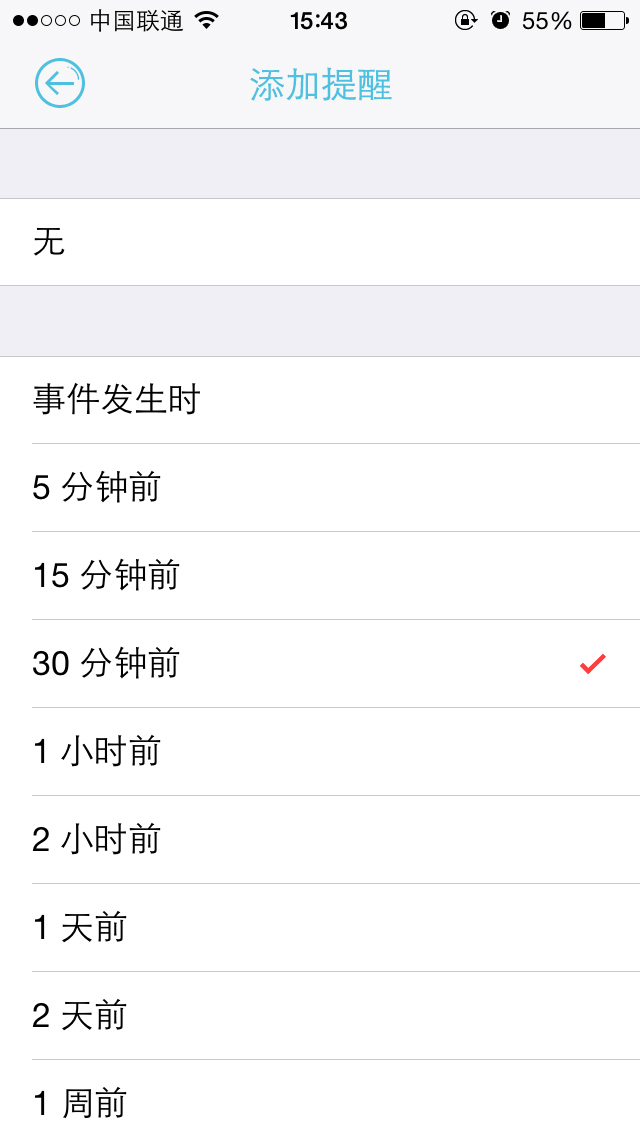 中国联通 15:43 55%
添加提醒
无
事件发生时
5 分钟前
15 分钟前
30 分钟前
1 小时前
2 小时前
1 天前
2 天前
1 周前